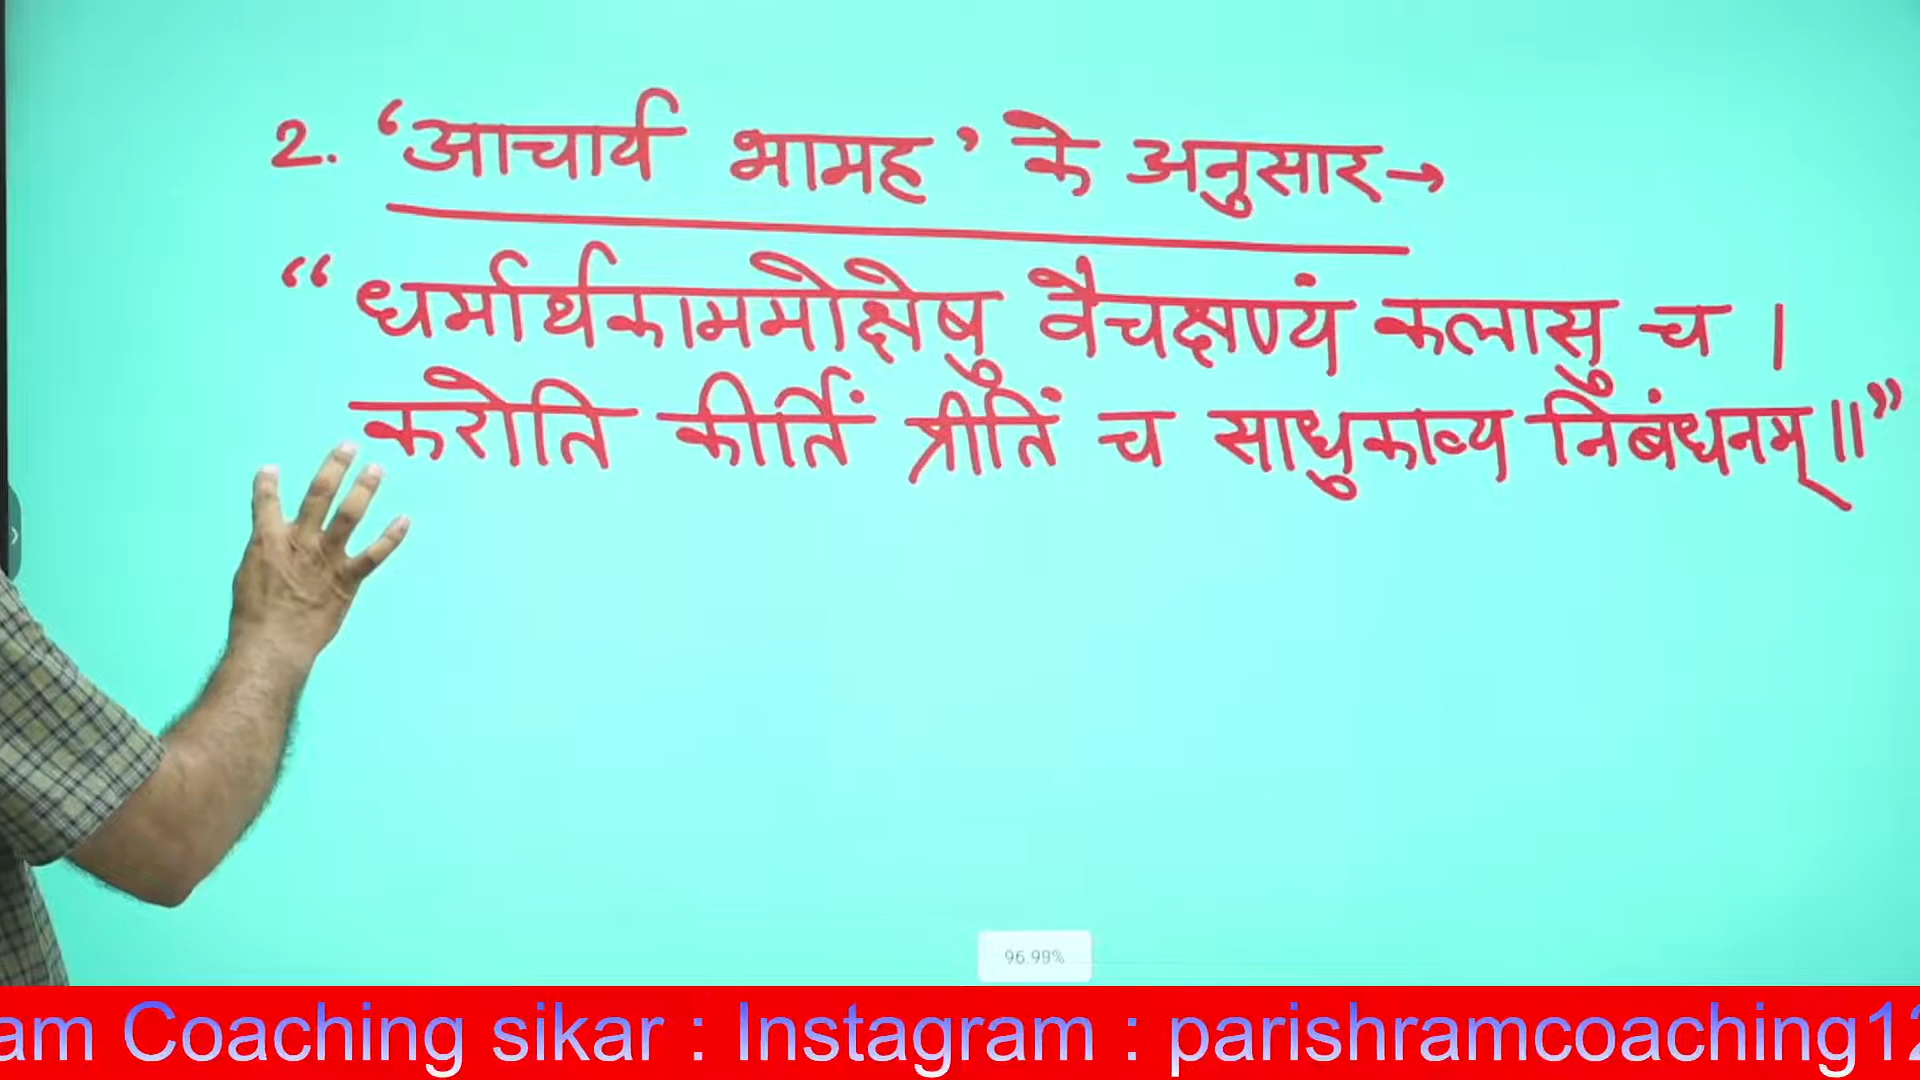 2. ‘आचार्य भामह’ के अनुसार→
“धर्मार्थकाममोक्षेषु वैचक्षण्यं कलासु च ।
करोति कीर्तिं प्रीतिं च साधुकाव्य निबंधनम् ॥”
96.99%
am Coaching sikar : Instagram : parishramcoaching12